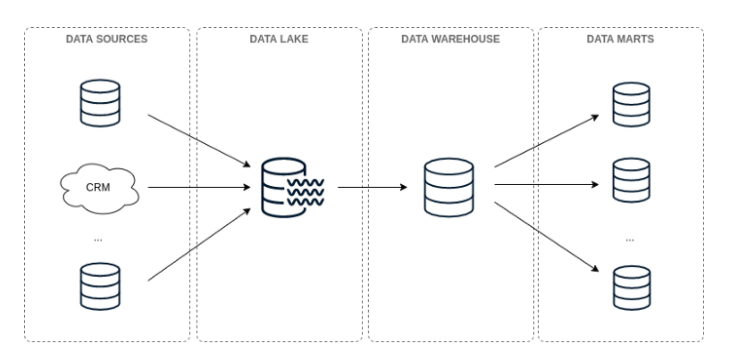 DATA SOURCES
DATA LAKE
DATA WAREHOUSE
DATA MARTS
CRM
...
...